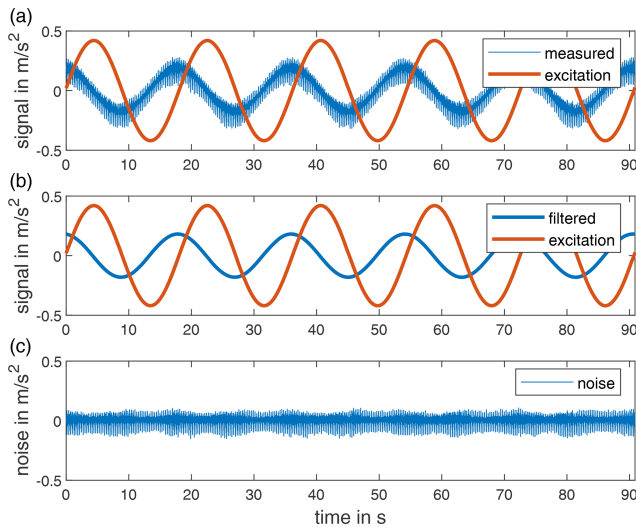 (a)
signal in m/s²
0.5
0
-0.5
measured
excitation
0 10 20 30 40 50 60 70 80 90
(b)
signal in m/s²
0.5
0
-0.5
filtered
excitation
0 10 20 30 40 50 60 70 80 90
(c)
noise in m/s²
0.5
0
-0.5
noise
0 10 20 30 40 50 60 70 80 90
time in s